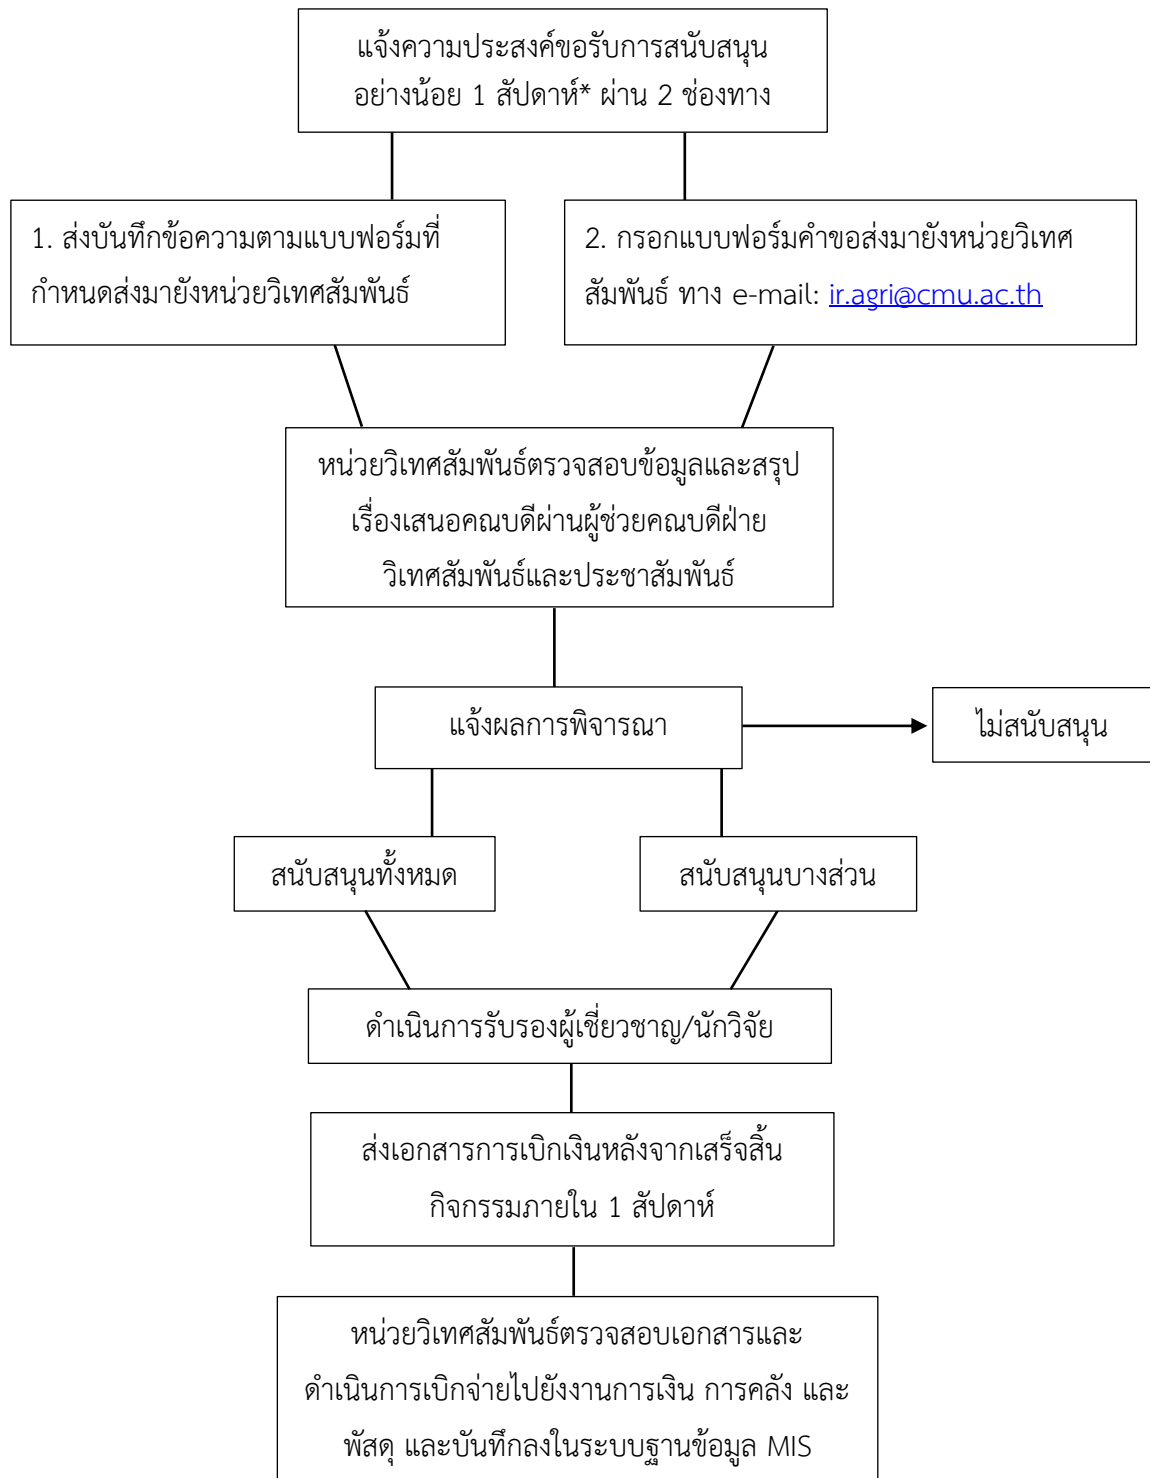 แจ้งความประสงค์ขอรับการสนับสนุน
อย่างน้อย 1 สัปดาห์* ผ่าน 2 ช่องทาง
1. ส่งบันทึกข้อความตามแบบฟอร์มที่
กำหนดส่งมายังหน่วยวิเทศสัมพันธ์
2. กรอกแบบฟอร์มคำขอส่งมายังหน่วยวิเทศ
สัมพันธ์ ทาง e-mail: ir.agri@cmu.ac.th
หน่วยวิเทศสัมพันธ์ตรวจสอบข้อมูลและสรุป
เรื่องเสนอคณบดีผ่านผู้ช่วยคณบดีฝ่าย
วิเทศสัมพันธ์และประชาสัมพันธ์
แจ้งผลการพิจารณา
ไม่สนับสนุน
สนับสนุนทั้งหมด
สนับสนุนบางส่วน
ดำเนินการรับรองผู้เชี่ยวชาญ/นักวิจัย
ส่งเอกสารการเบิกเงินหลังจากเสร็จสิ้น
กิจกรรมภายใน 1 สัปดาห์
หน่วยวิเทศสัมพันธ์ตรวจสอบเอกสารและ
ดำเนินการเบิกจ่ายไปยังงานการเงิน การคลัง และ
พัสดุ และบันทึกลงในระบบฐานข้อมูล MIS